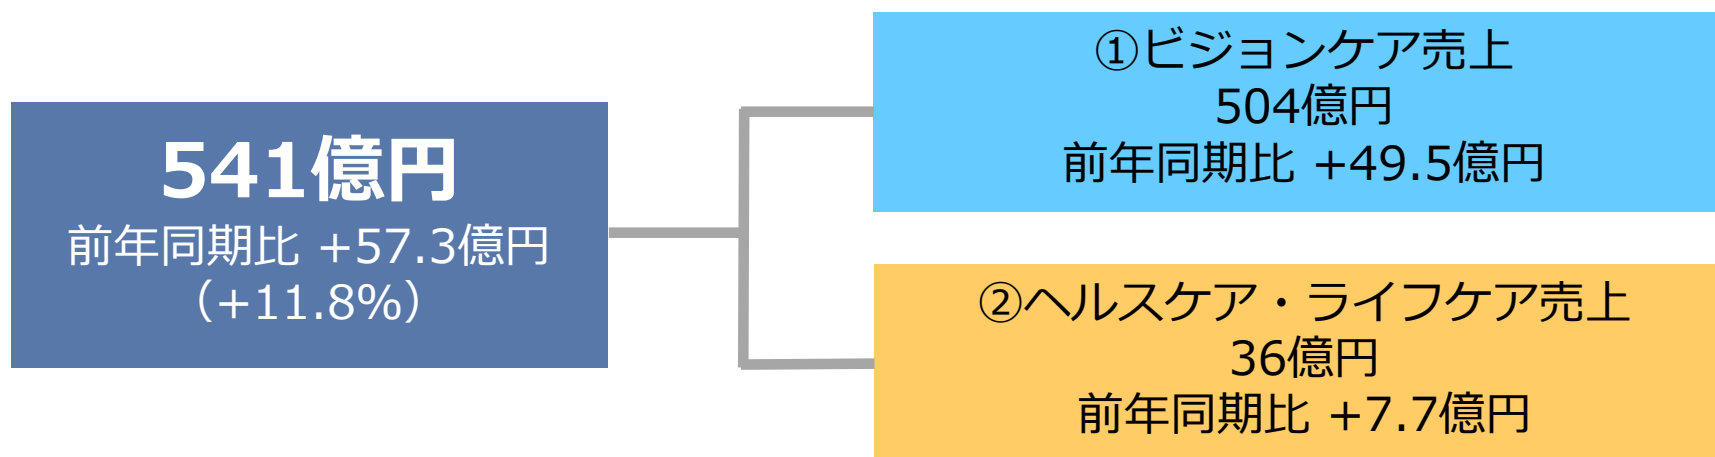 541億円
前年同期比 +57.3億円
（+11.8%）
①ビジョンケア売上
504億円
前年同期比 +49.5億円
②ヘルスケア・ライフケア売上
36億円
前年同期比 +7.7億円